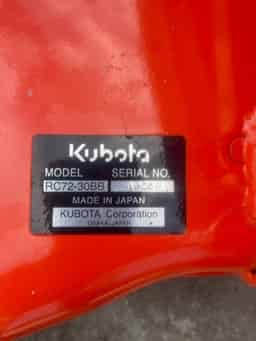 Kubota
MODEL SERIAL NO.
RC72-30BB
MADE IN JAPAN
KUBOTA Corporation
OSAKA JAPAN